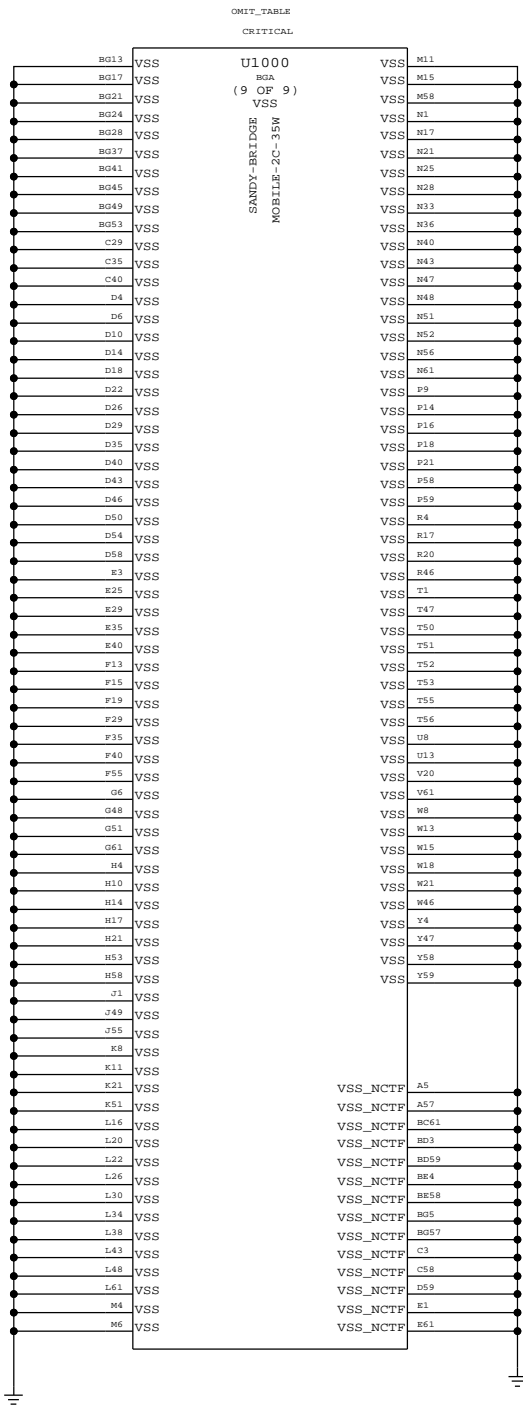 OMIT_TABLE
CRITICAL
U1000
BGA
(9 OF 9)
VSS
SANDY-BRIDGE
MOBILE-2C-35W
BG13 VSS VSS M11
BG17 VSS VSS M15
BG21 VSS VSS M58
BG24 VSS VSS N1
BG28 VSS VSS N17
BG37 VSS VSS N21
BG41 VSS VSS N25
BG45 VSS VSS N28
BG49 VSS VSS N33
BG53 VSS VSS N36
C29 VSS VSS N40
C35 VSS VSS N43
C40 VSS VSS N47
D4 VSS VSS N48
D6 VSS VSS N51
D10 VSS VSS N52
D14 VSS VSS N56
D18 VSS VSS N61
D22 VSS VSS P9
D26 VSS VSS P14
D29 VSS VSS P16
D35 VSS VSS P18
D40 VSS VSS P21
D43 VSS VSS P58
D46 VSS VSS P59
D50 VSS VSS R4
D54 VSS VSS R17
D58 VSS VSS R20
E3 VSS VSS R46
E25 VSS VSS T1
E29 VSS VSS T47
E35 VSS VSS T50
E40 VSS VSS T51
F13 VSS VSS T52
F15 VSS VSS T53
F19 VSS VSS T55
F29 VSS VSS T56
F35 VSS VSS U8
F40 VSS VSS U13
F55 VSS VSS V20
G6 VSS VSS V61
G48 VSS VSS W8
G51 VSS VSS W13
G61 VSS VSS W15
H4 VSS VSS W18
H10 VSS VSS W21
H14 VSS VSS W46
H17 VSS VSS Y4
H21 VSS VSS Y47
H53 VSS VSS Y58
H58 VSS VSS Y59
J1 VSS
J49 VSS
J55 VSS
K8 VSS
K11 VSS
K21 VSS VSS_NCTF A5
K51 VSS VSS_NCTF A57
L16 VSS VSS_NCTF BC61
L20 VSS VSS_NCTF BD3
L22 VSS VSS_NCTF BD59
L26 VSS VSS_NCTF BE4
L30 VSS VSS_NCTF BE58
L34 VSS VSS_NCTF BG5
L38 VSS VSS_NCTF BG57
L43 VSS VSS_NCTF C3
L48 VSS VSS_NCTF C58
L61 VSS VSS_NCTF D59
M4 VSS VSS_NCTF E1
M6 VSS VSS_NCTF E61